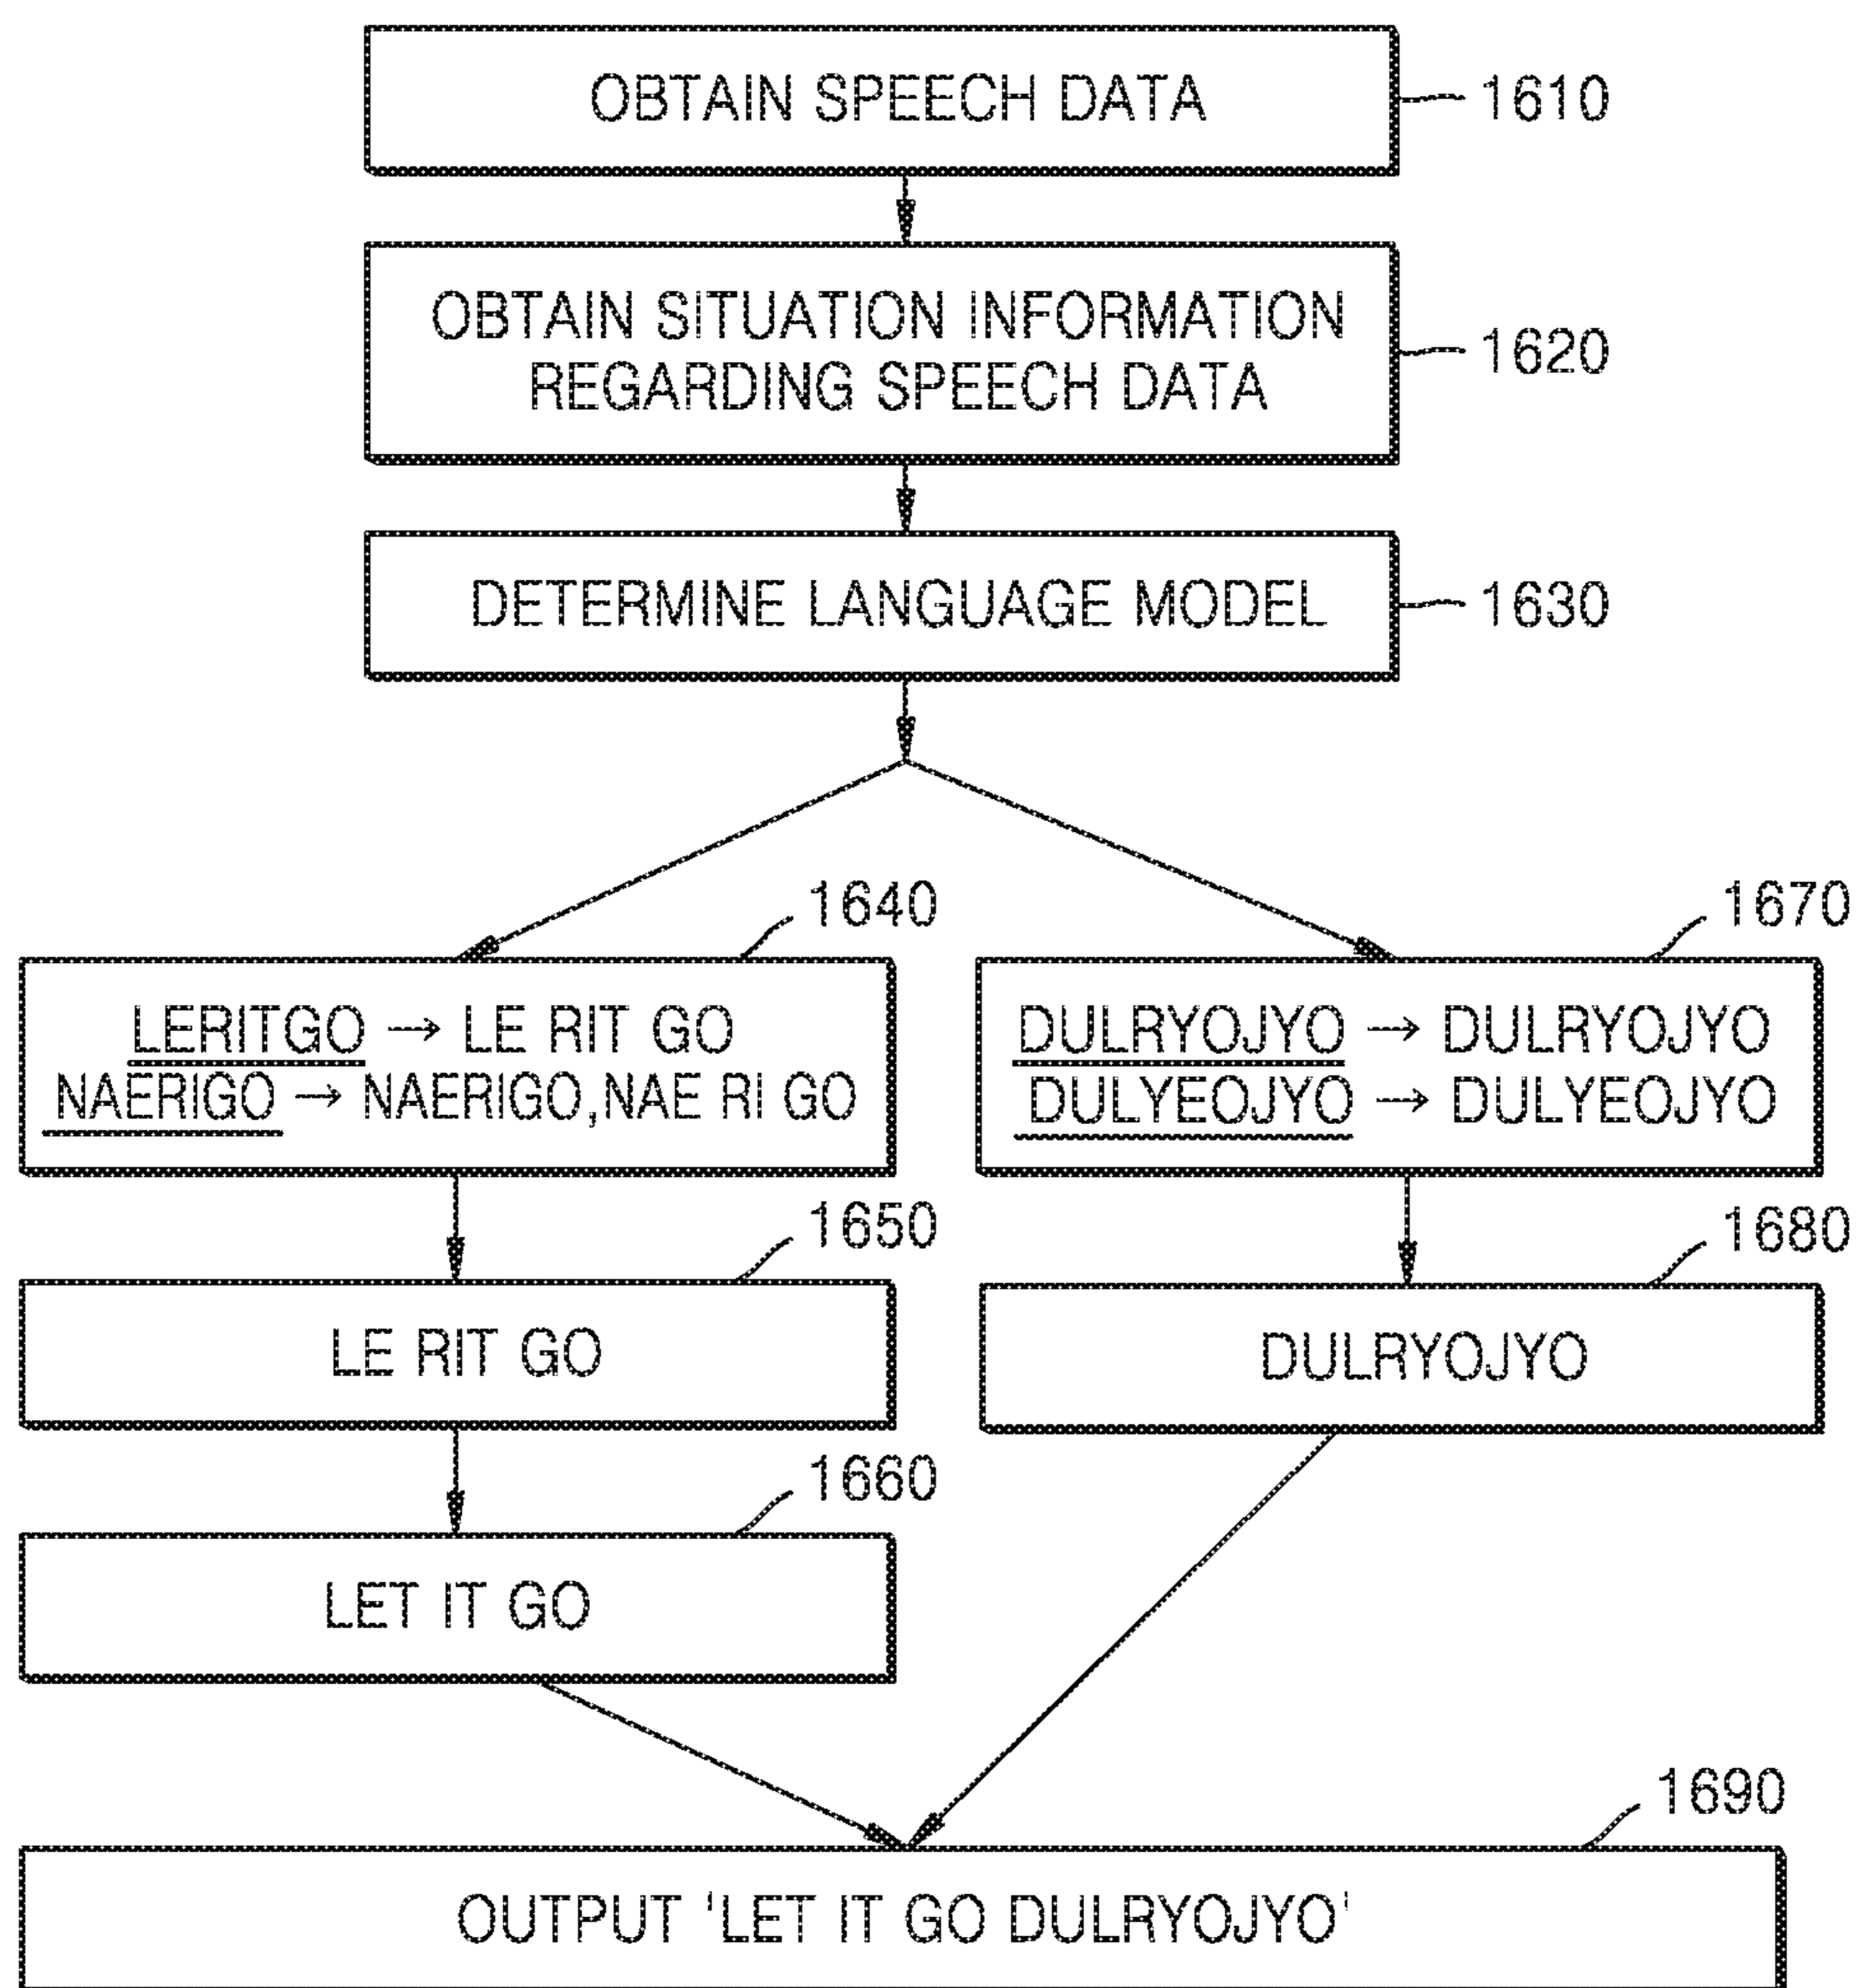 OBTAIN SPEECH DATA
1610
OBTAIN SITUATION INFORMATION
REGARDING SPEECH DATA
1620
DETERMINE LANGUAGE MODEL
1630
1640
LERITGO → LE RIT GO
NAERIGO → NAERIGO,NAE RI GO
1670
DULRYOJYO → DULRYOJYO
DULYEOJYO → DULYEOJYO
1650
LE RIT GO
1680
DULRYOJYO
1660
LET IT GO
1690
OUTPUT 'LET IT GO DULRYOJYO'